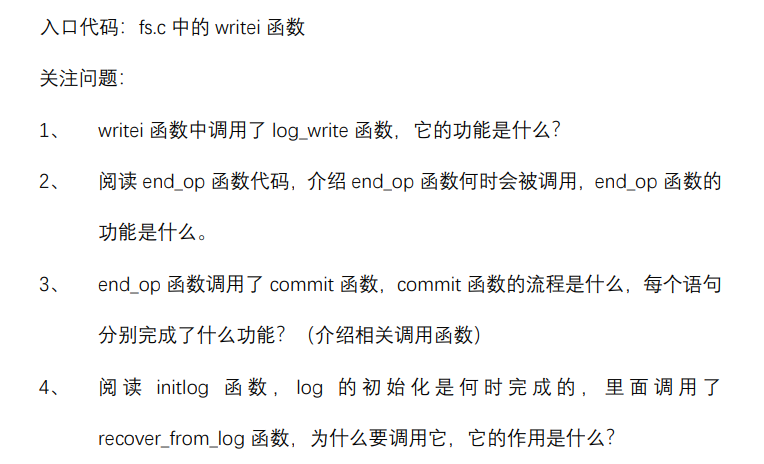 入口代码：fs.c 中的 writei 函数
关注问题：
1、 writei 函数中调用了 log_write 函数，它的功能是什么？
2、 阅读 end_op 函数代码，介绍 end_op 函数何时会被调用，end_op 函数的
功能是什么。
3、 end_op 函数调用了 commit 函数，commit 函数的流程是什么，每个语句
分别完成了什么功能？（介绍相关调用函数）
4、 阅读 initlog 函数，log 的初始化是何时完成的，里面调用了
recover_from_log 函数，为什么要调用它，它的作用是什么？